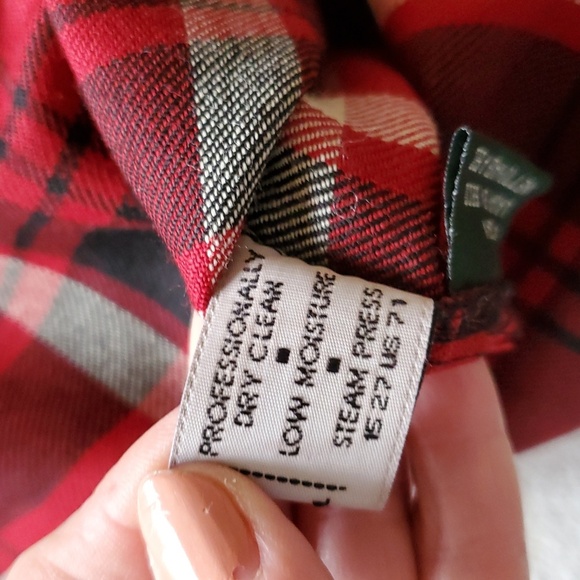 PROFESSIONALLY
DRY CLEAN
■
LOW MOISTURE
■
STEAM PRESS
15 27 US 71